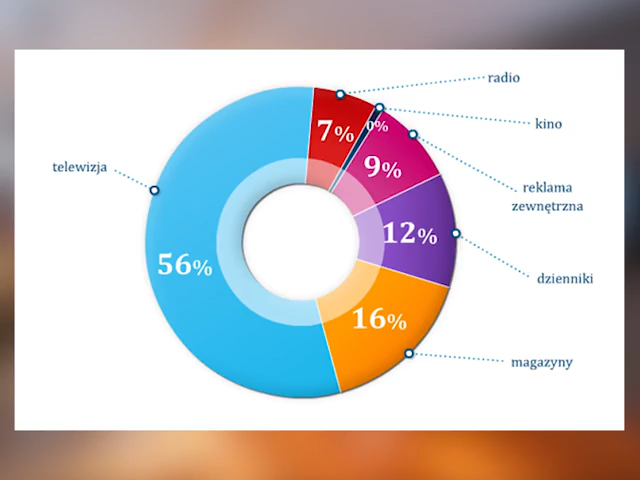 radio
7%
0%
kino
9%
telewizja
reklama
zewnętrzna
12%
56%
dzienniki
16%
magazyny